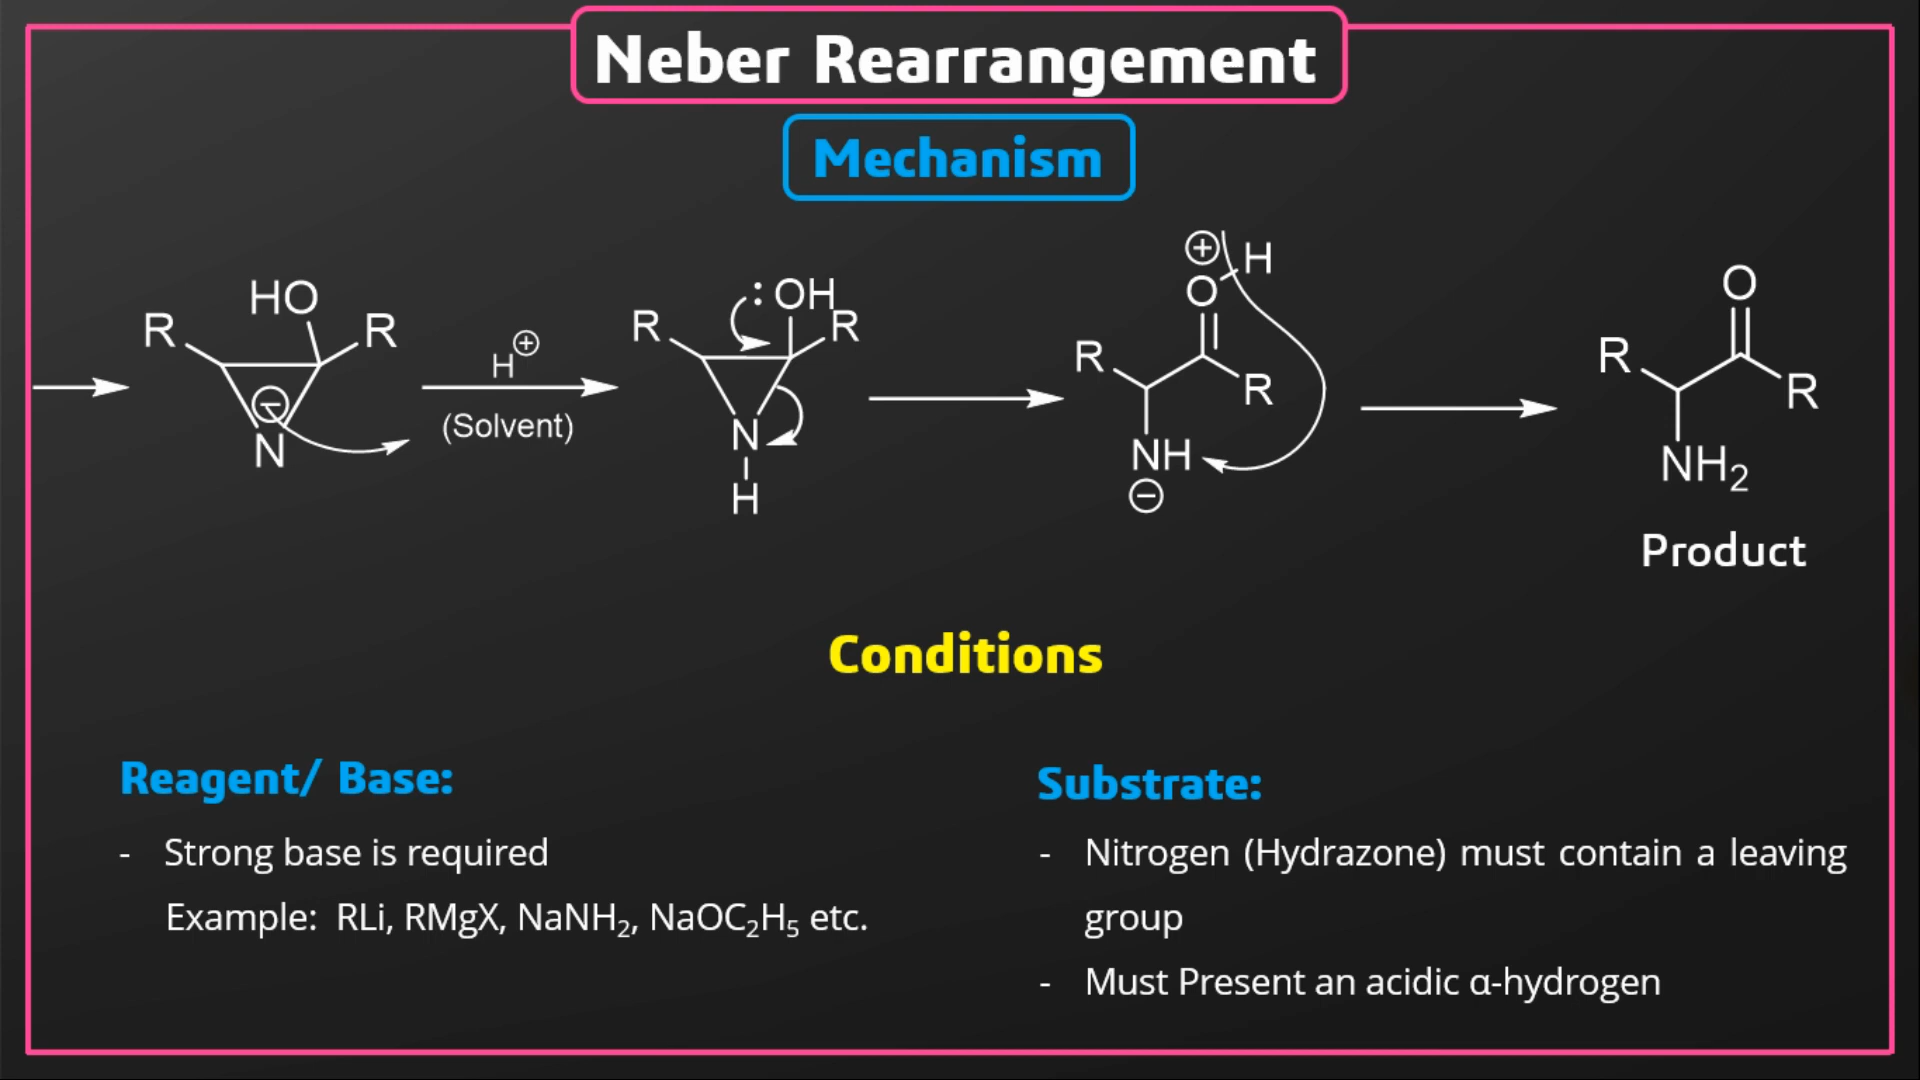 Neber Rearrangement
Mechanism
HO
R
R
⊖
N
H⊕
(Solvent)
:OH
R
R
N
H
⊕
H
O
R
R
NH
⊖
O
R
R
NH₂
Product
Conditions
Reagent/ Base:
- Strong base is required
Example: RLi, RMgX, NaNH₂, NaOC₂H₅ etc.
Substrate:
- Nitrogen (Hydrazone) must contain a leaving
group
- Must Present an acidic α-hydrogen